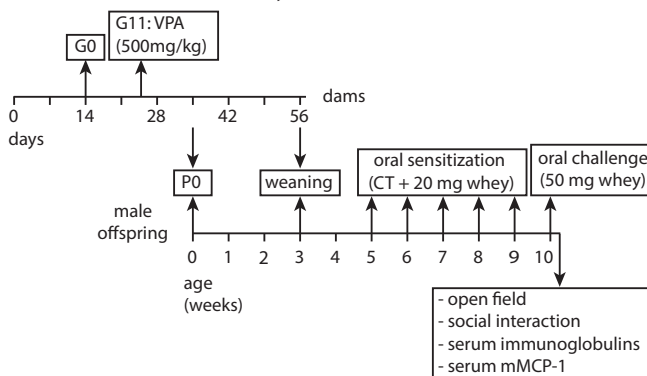 G0
G11: VPA
(500mg/kg)
dams
0 14 28 42 56
days
P0
weaning
oral sensitization
(CT + 20 mg whey)
oral challenge
(50 mg whey)
male
offspring
0 1 2 3 4 5 6 7 8 9 10
age
(weeks)
- open field
- social interaction
- serum immunoglobulins
- serum mMCP-1